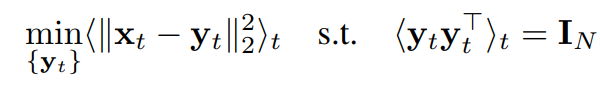 min_{{y_t}} ⟨‖x_t − y_t‖_2^2⟩_t s.t. ⟨y_t y_t^⊤⟩_t = I_N